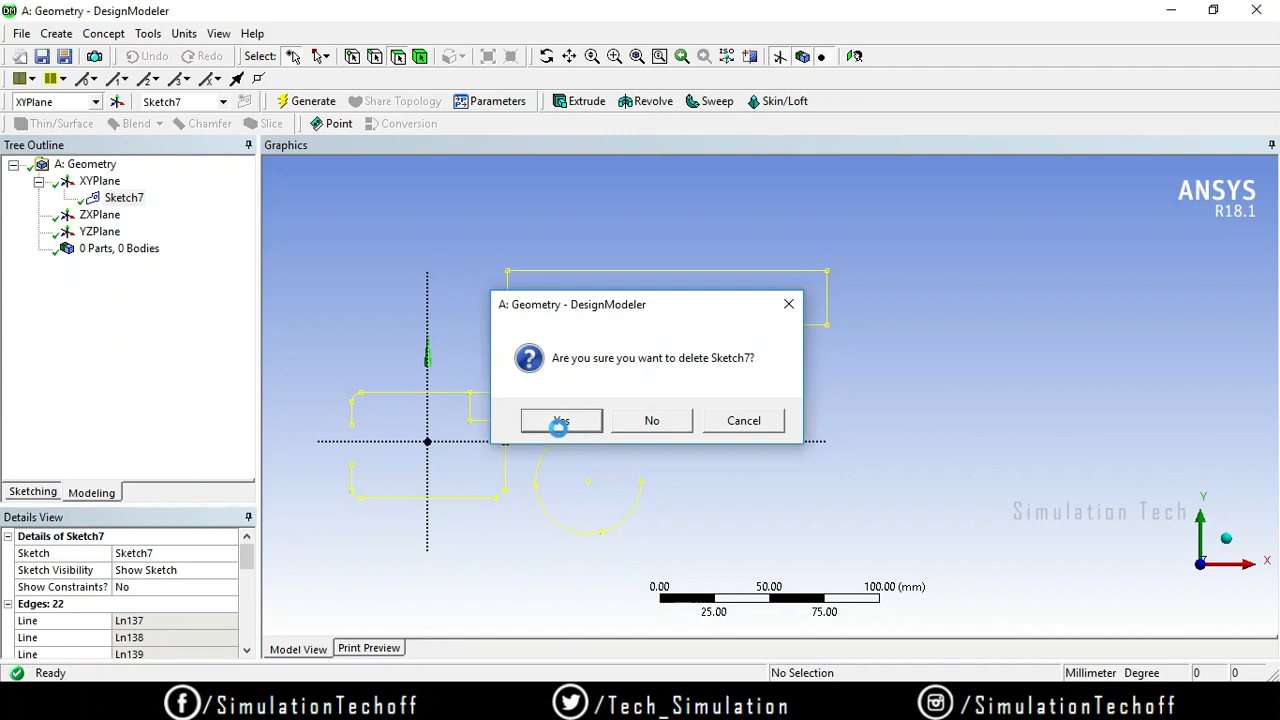 A: Geometry - DesignModeler
File Create Concept Tools Units View Help
Undo Redo Select:
XYPlane Sketch7 Generate Share Topology Parameters Extrude Revolve Sweep Skin/Loft
Thin/Surface Blend Chamfer Slice Point Conversion
Tree Outline
Graphics
A: Geometry
XYPlane
Sketch7
ZXPlane
YZPlane
0 Parts, 0 Bodies
ANSYS
R18.1
A: Geometry - DesignModeler
Are you sure you want to delete Sketch7?
Yes No Cancel
Sketching Modeling
Details View
Details of Sketch7
Sketch Sketch7
Sketch Visibility Show Sketch
Show Constraints? No
Edges: 22
Line Ln137
Line Ln138
Line Ln139
Simulation Tech
Y
X
0.00 50.00 100.00 (mm)
25.00 75.00
Model View Print Preview
Ready No Selection Millimeter Degree 0 0
/SimulationTechoff /Tech_Simulation /SimulationTechoff